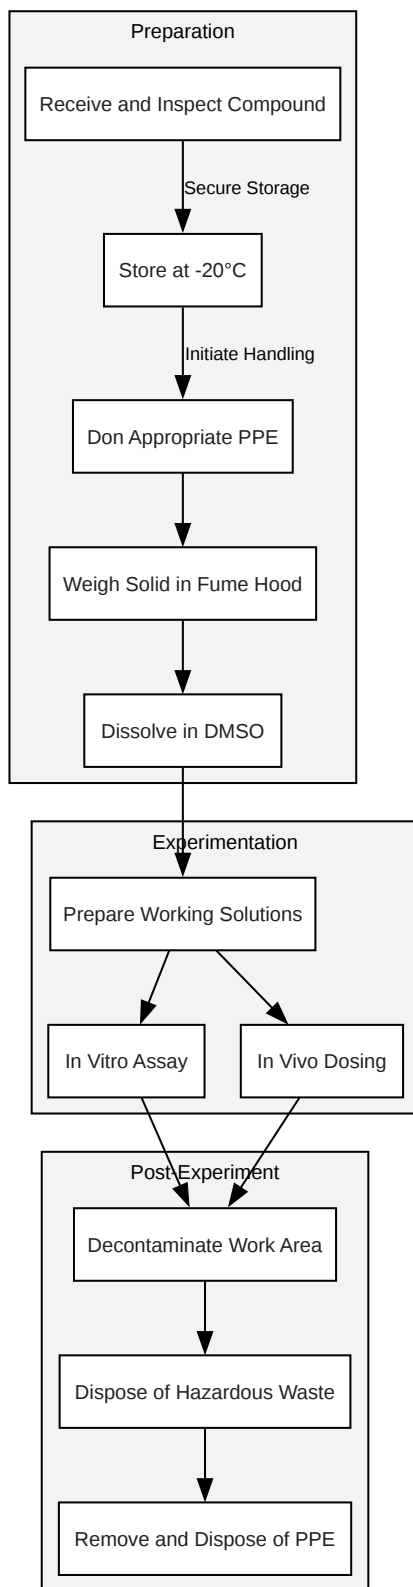 Preparation
Receive and Inspect Compound
Secure Storage
Store at -20°C
Initiate Handling
Don Appropriate PPE
Weigh Solid in Fume Hood
Dissolve in DMSO
Experimentation
Prepare Working Solutions
In Vitro Assay
In Vivo Dosing
Post-Experiment
Decontaminate Work Area
Dispose of Hazardous Waste
Remove and Dispose of PPE